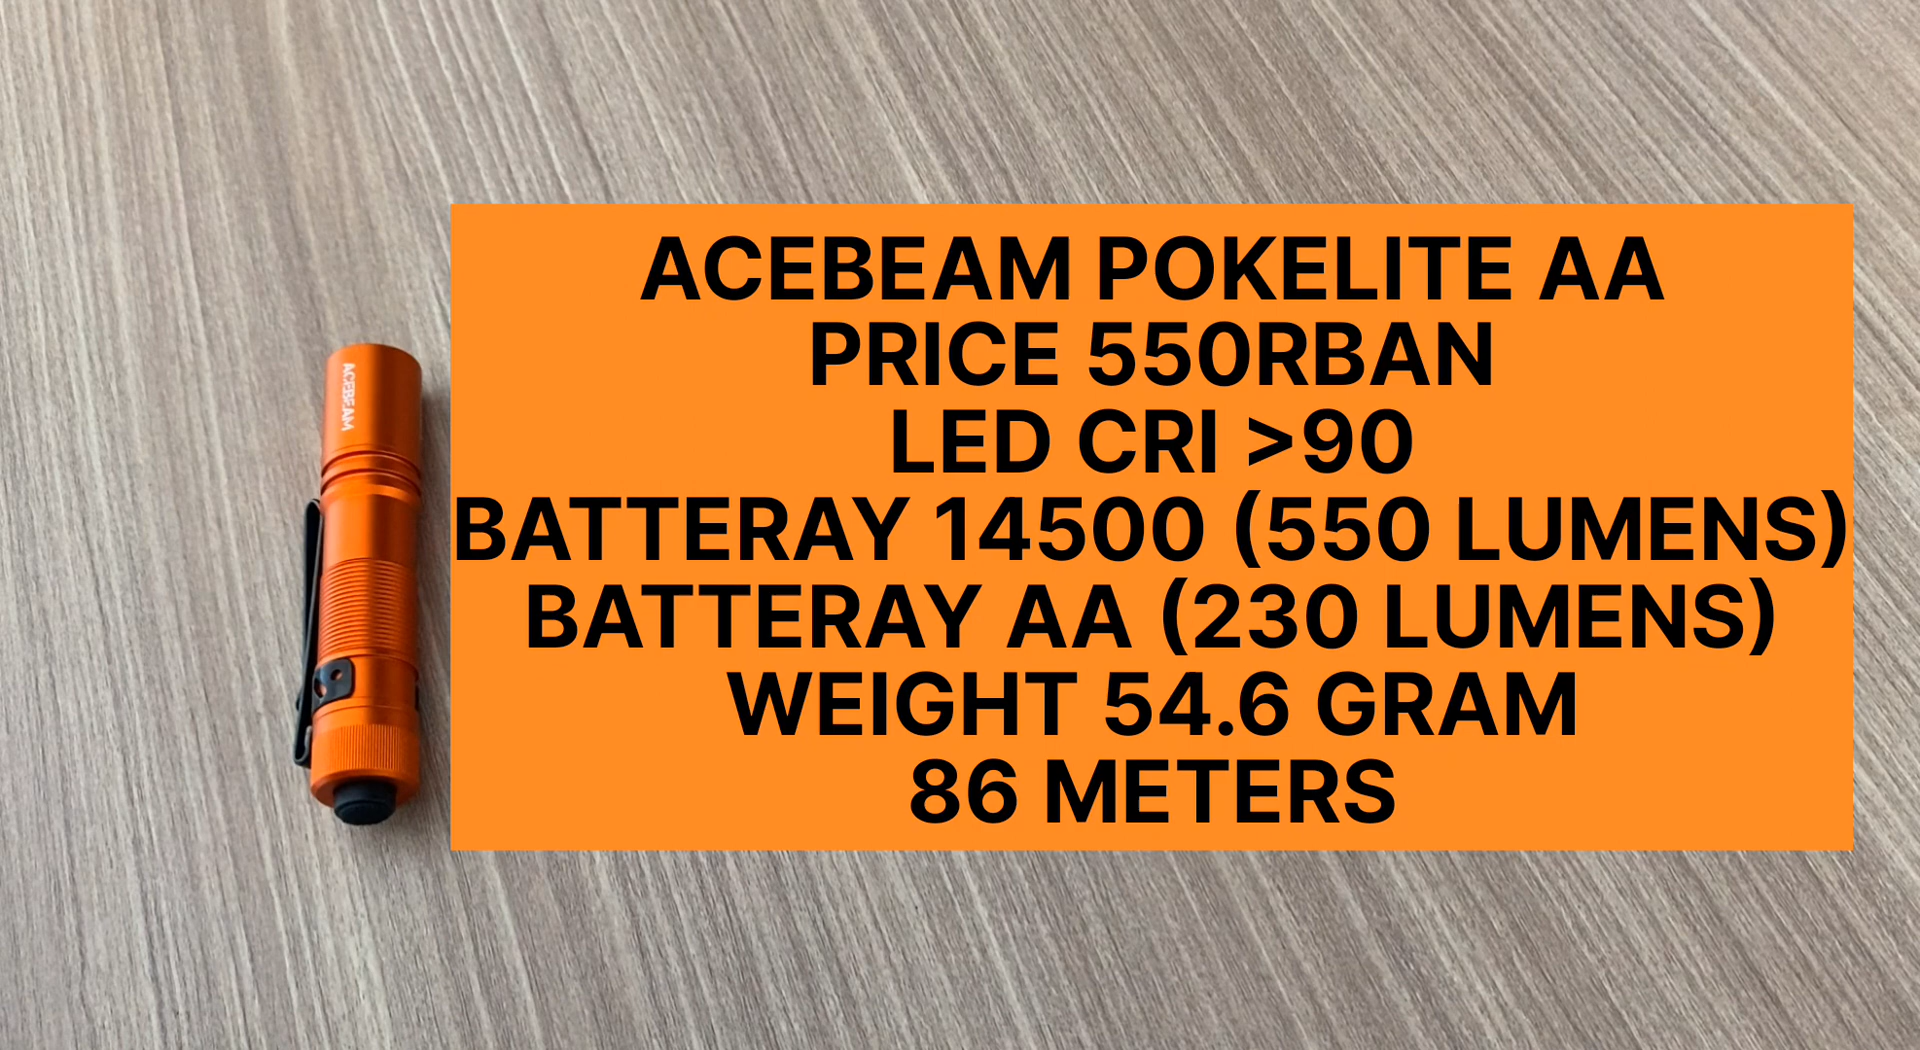 ACEBEAM
ACEBEAM POKELITE AA
PRICE 550RBAN
LED CRI >90
BATTERAY 14500 (550 LUMENS)
BATTERAY AA (230 LUMENS)
WEIGHT 54.6 GRAM
86 METERS